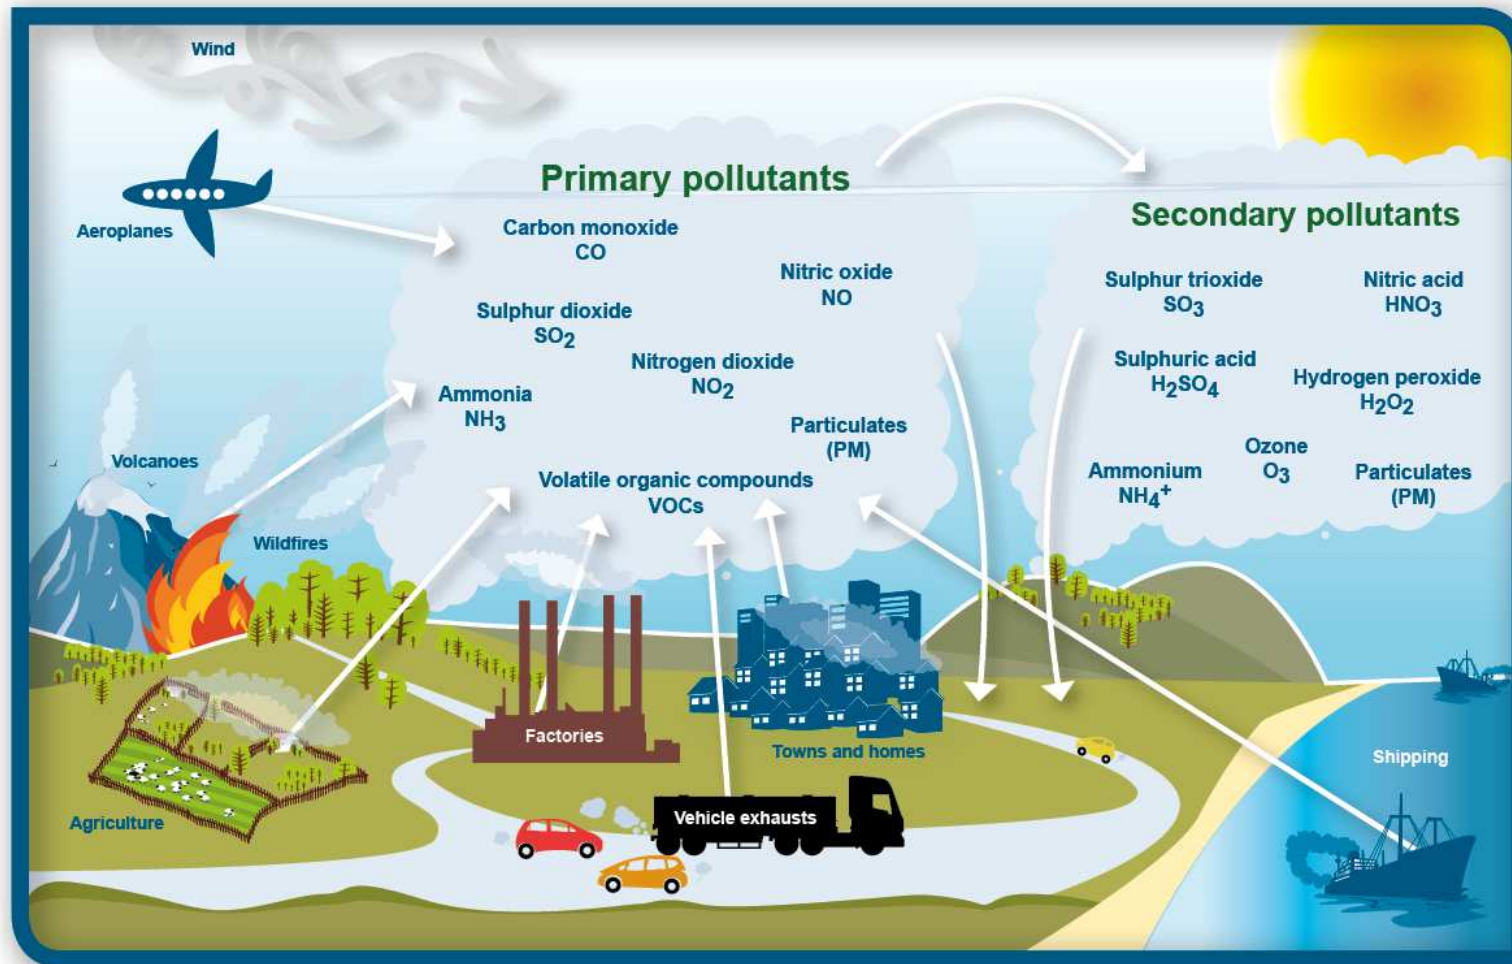 Wind
Aeroplanes
Primary pollutants
Carbon monoxide
CO
Nitric oxide
NO
Sulphur dioxide
SO2
Nitrogen dioxide
NO2
Ammonia
NH3
Particulates
(PM)
Volatile organic compounds
VOCs
Secondary pollutants
Sulphur trioxide
SO3
Nitric acid
HNO3
Sulphuric acid
H2SO4
Hydrogen peroxide
H2O2
Ozone
O3
Ammonium
NH4+
Particulates
(PM)
Volcanoes
Wildfires
Factories
Towns and homes
Shipping
Agriculture
Vehicle exhausts